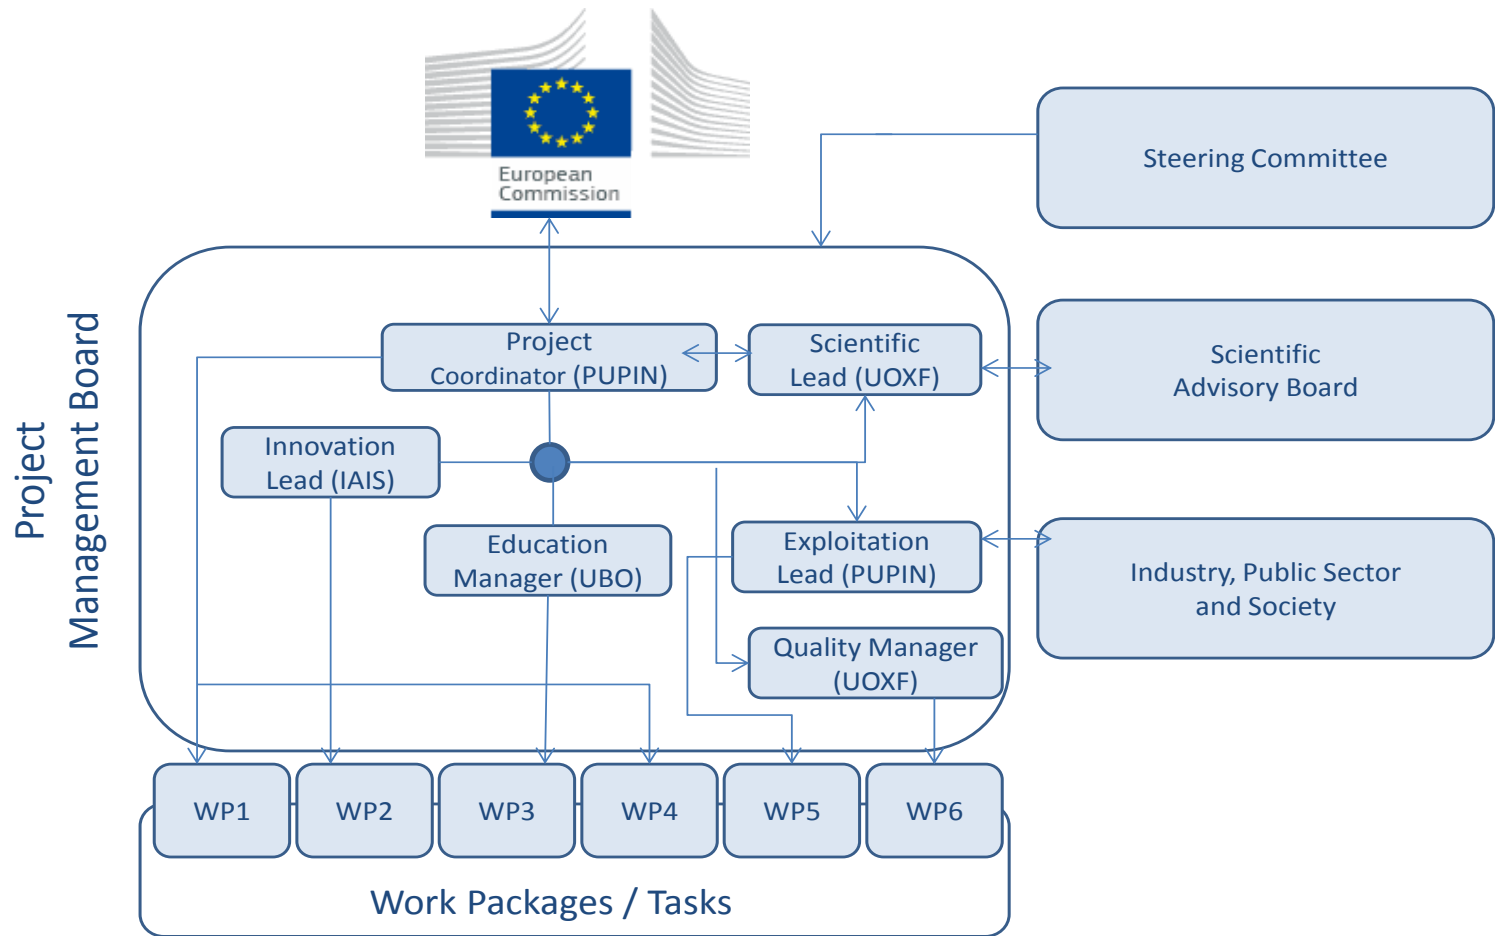 European
Commission
Steering Committee
Project
Management Board
Project
Coordinator (PUPIN)
Scientific
Lead (UOXF)
Scientific
Advisory Board
Innovation
Lead (IAIS)
Education
Manager (UBO)
Exploitation
Lead (PUPIN)
Industry, Public Sector
and Society
Quality Manager
(UOXF)
WP1
WP2
WP3
WP4
WP5
WP6
Work Packages / Tasks